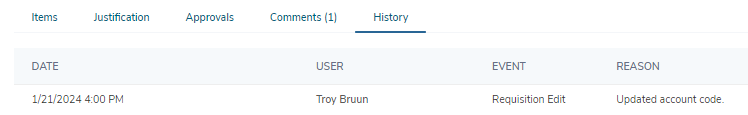 Items Justification Approvals Comments (1) History
DATE USER EVENT REASON
1/21/2024 4:00 PM Troy Bruun Requisition Edit Updated account code.